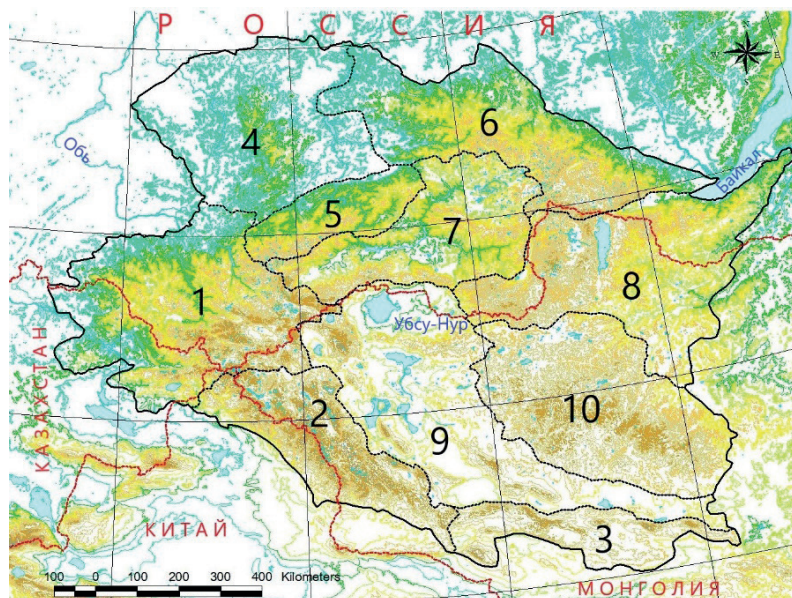 Р О С С И Я
N
W E
S
4
6
Обь
Байкал
5
7
1
8
Убсу-Нур
КАЗАХСТАН
2
10
9
КИТАЙ
3
100 0 100 200 300 400 Kilometers
МОНГОЛИЯ